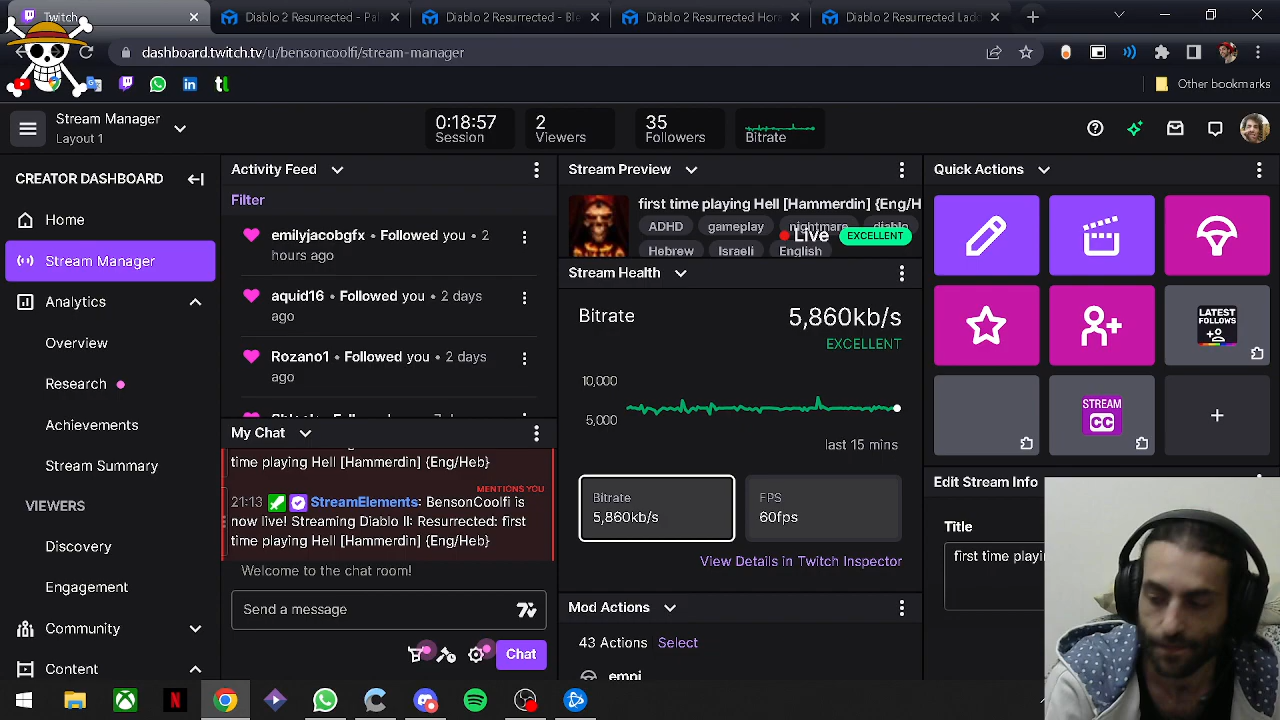 Twitch
Diablo 2 Resurrected - Pal
Diablo 2 Resurrected - Ble
Diablo 2 Resurrected Hora
Diablo 2 Resurrected Lad
dashboard.twitch.tv/u/bensoncoolfi/stream-manager
Other bookmarks
Stream Manager
Layout 1
0:18:57
Session
2
Viewers
35
Followers
Bitrate
CREATOR DASHBOARD
Home
Stream Manager
Analytics
Overview
Research
Achievements
Stream Summary
VIEWERS
Discovery
Engagement
Community
Content
Activity Feed
Filter
emilyjacobgfx • Followed you • 2
hours ago
aquid16 • Followed you • 2 days
ago
Rozano1 • Followed you • 2 days
ago
My Chat
time playing Hell [Hammerdin] {Eng/Heb}
MENTIONS YOU
21:13 StreamElements: BensonCoolfi is
now live! Streaming Diablo II: Resurrected: first
time playing Hell [Hammerdin] {Eng/Heb}
Welcome to the chat room!
Send a message
Chat
Stream Preview
first time playing Hell [Hammerdin] {Eng/H
ADHD
gameplay
nightmare
diablo
Live
EXCELLENT
Hebrew
Israeli
English
Stream Health
Bitrate
5,860kb/s
EXCELLENT
10,000
5,000
last 15 mins
Bitrate
5,860kb/s
FPS
60fps
View Details in Twitch Inspector
Mod Actions
43 Actions
Select
empi
Quick Actions
LATEST
FOLLOWS
STREAM
CC
Edit Stream Info
Title
first time playin